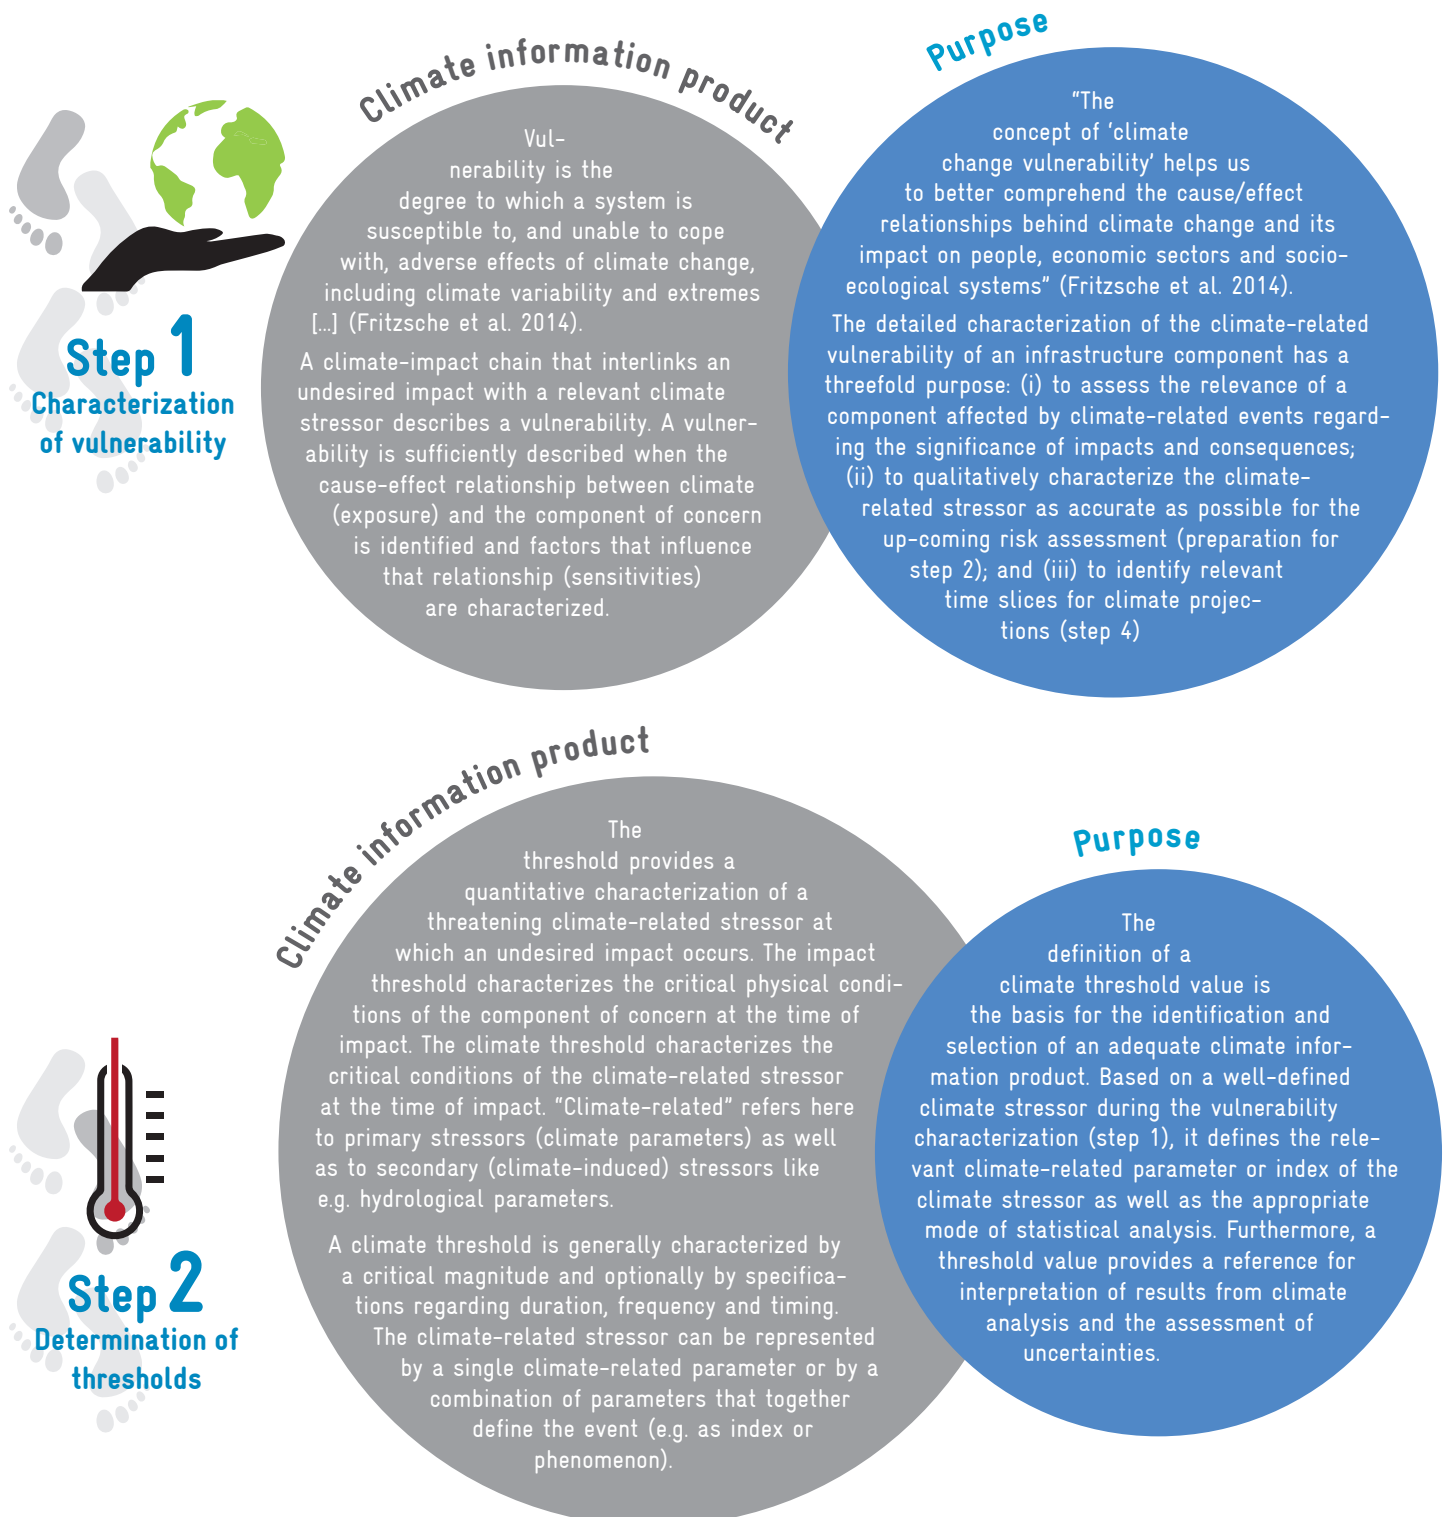 Climate information product
Purpose
Step 1
Characterization
of vulnerability
Vul-
nerability is the
degree to which a system is
susceptible to, and unable to cope
with, adverse effects of climate change,
including climate variability and extremes
[...] (Fritzsche et al. 2014).
A climate-impact chain that interlinks an
undesired impact with a relevant climate
stressor describes a vulnerability. A vulner-
ability is sufficiently described when the
cause-effect relationship between climate
(exposure) and the component of concern
is identified and factors that influence
that relationship (sensitivities)
are characterized.
"The
concept of 'climate
change vulnerability' helps us
to better comprehend the cause/effect
relationships behind climate change and its
impact on people, economic sectors and socio-
ecological systems" (Fritzsche et al. 2014).
The detailed characterization of the climate-related
vulnerability of an infrastructure component has a
threefold purpose: (i) to assess the relevance of a
component affected by climate-related events regard-
ing the significance of impacts and consequences;
(ii) to qualitatively characterize the climate-
related stressor as accurate as possible for the
up-coming risk assessment (preparation for
step 2); and (iii) to identify relevant
time slices for climate projec-
tions (step 4)
Climate information product
Purpose
Step 2
Determination of
thresholds
The
threshold provides a
quantitative characterization of a
threatening climate-related stressor at
which an undesired impact occurs. The impact
threshold characterizes the critical physical condi-
tions of the component of concern at the time of
impact. The climate threshold characterizes the
critical conditions of the climate-related stressor
at the time of impact. "Climate-related" refers here
to primary stressors (climate parameters) as well
as to secondary (climate-induced) stressors like
e.g. hydrological parameters.
A climate threshold is generally characterized by
a critical magnitude and optionally by specifica-
tions regarding duration, frequency and timing.
The climate-related stressor can be represented
by a single climate-related parameter or by a
combination of parameters that together
define the event (e.g. as index or
phenomenon).
The
definition of a
climate threshold value is
the basis for the identification and
selection of an adequate climate infor-
mation product. Based on a well-defined
climate stressor during the vulnerability
characterization (step 1), it defines the rele-
vant climate-related parameter or index of the
climate stressor as well as the appropriate
mode of statistical analysis. Furthermore, a
threshold value provides a reference for
interpretation of results from climate
analysis and the assessment of
uncertainties.